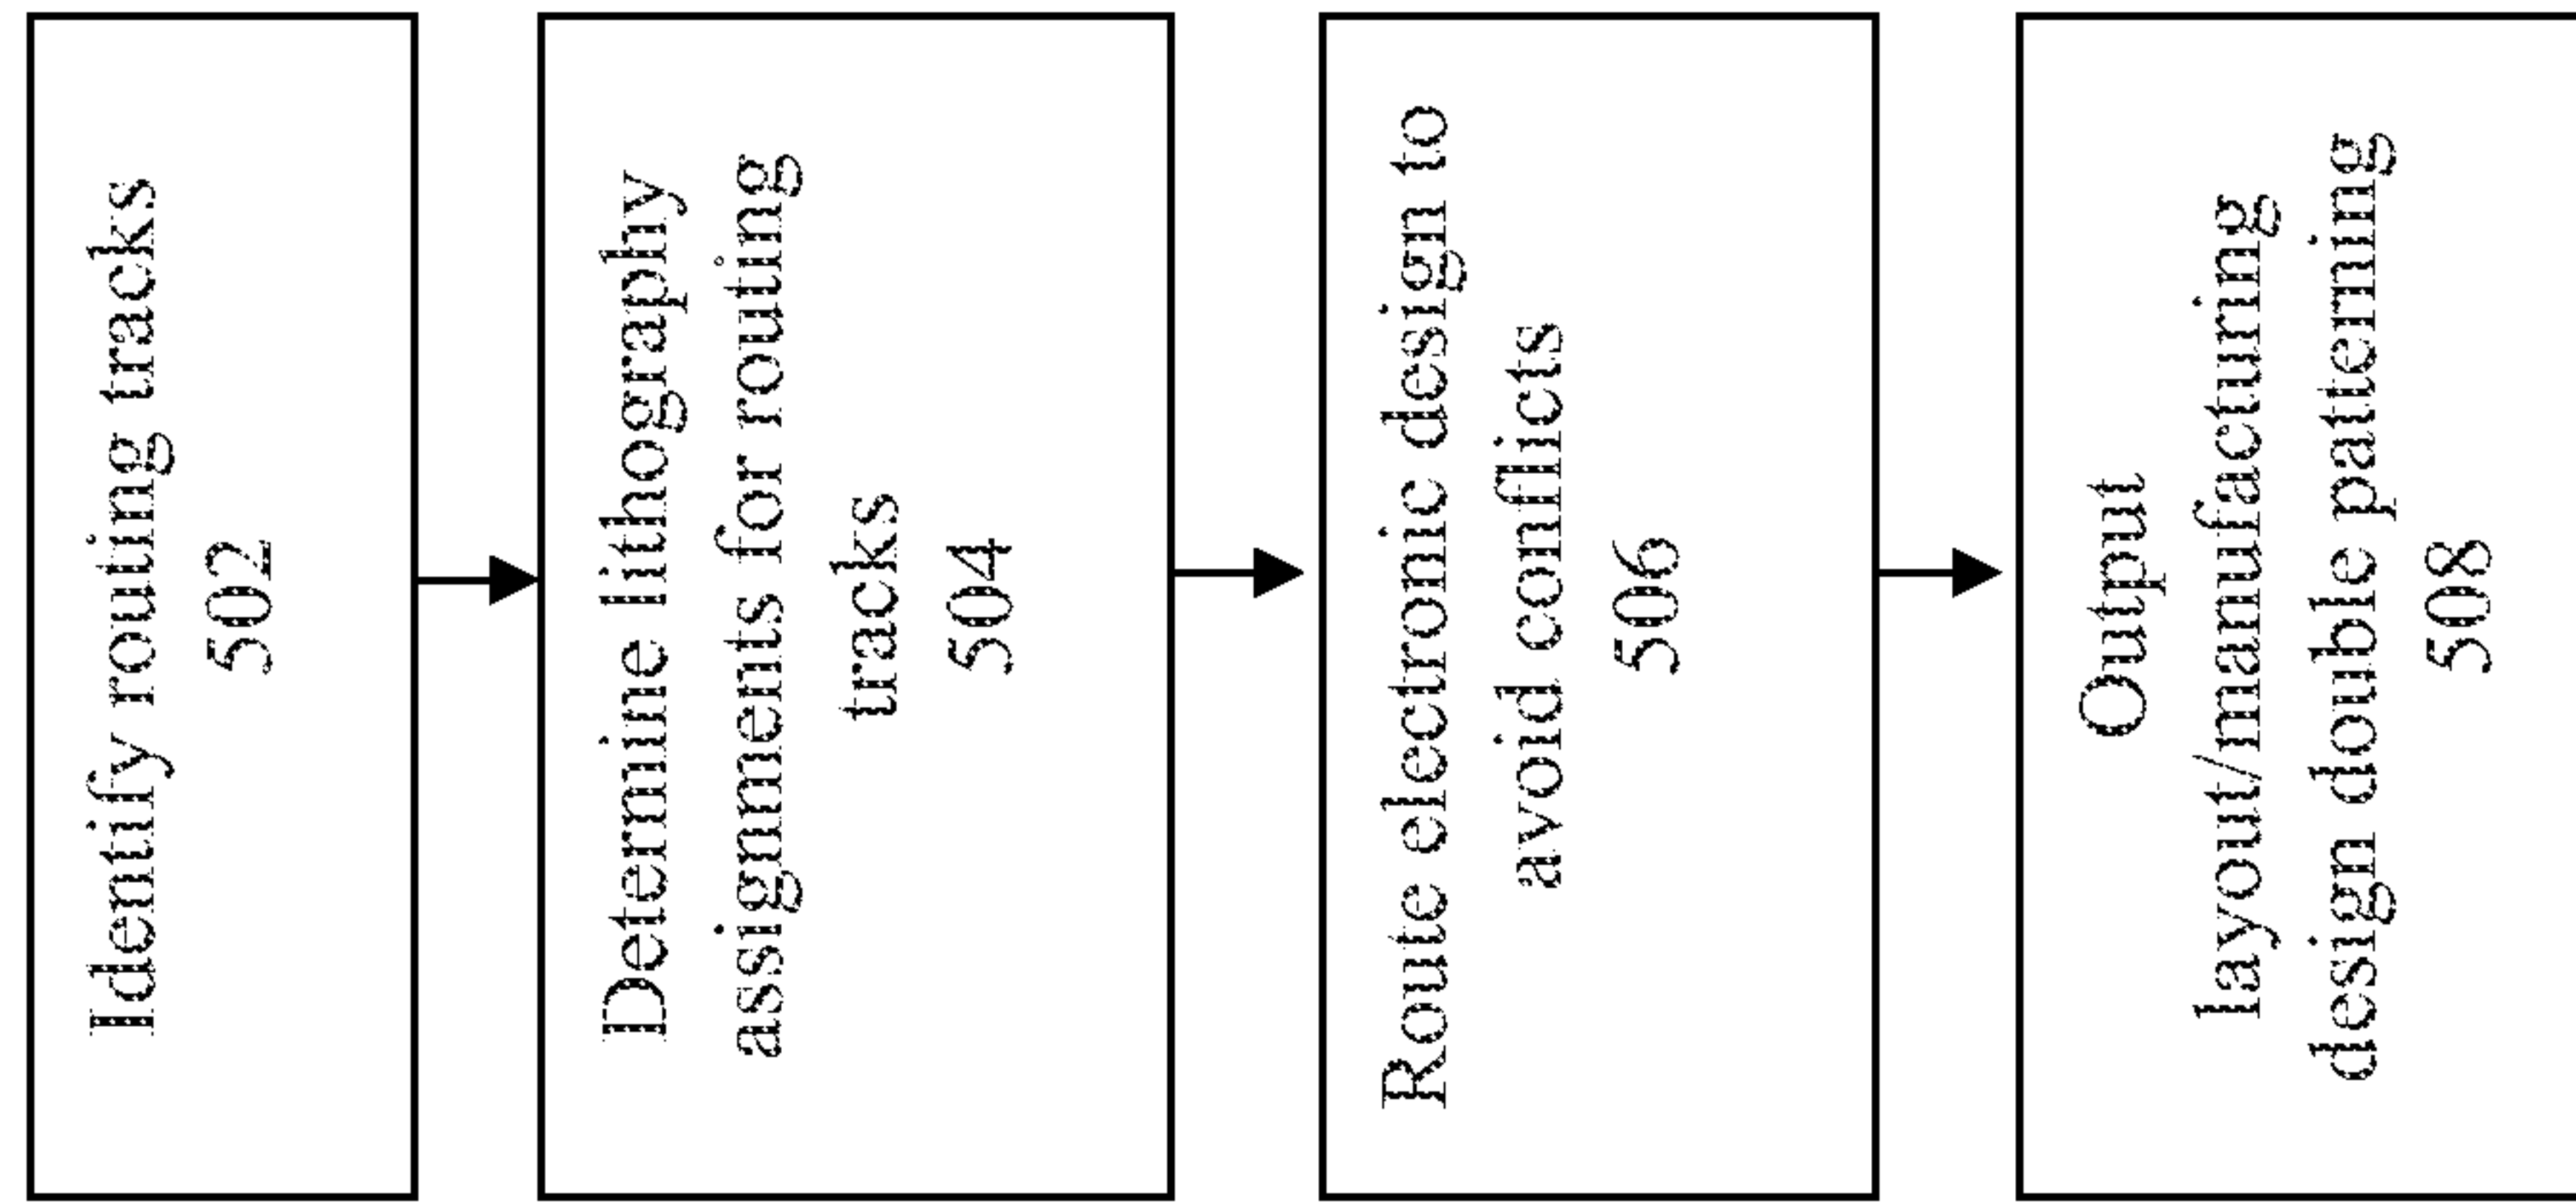 Identify routing tracks
502
Determine lithography
assignments for routing
tracks
504
Route electronic design to
avoid conflicts
506
Output
layout/manufacturing
design double patterning
508